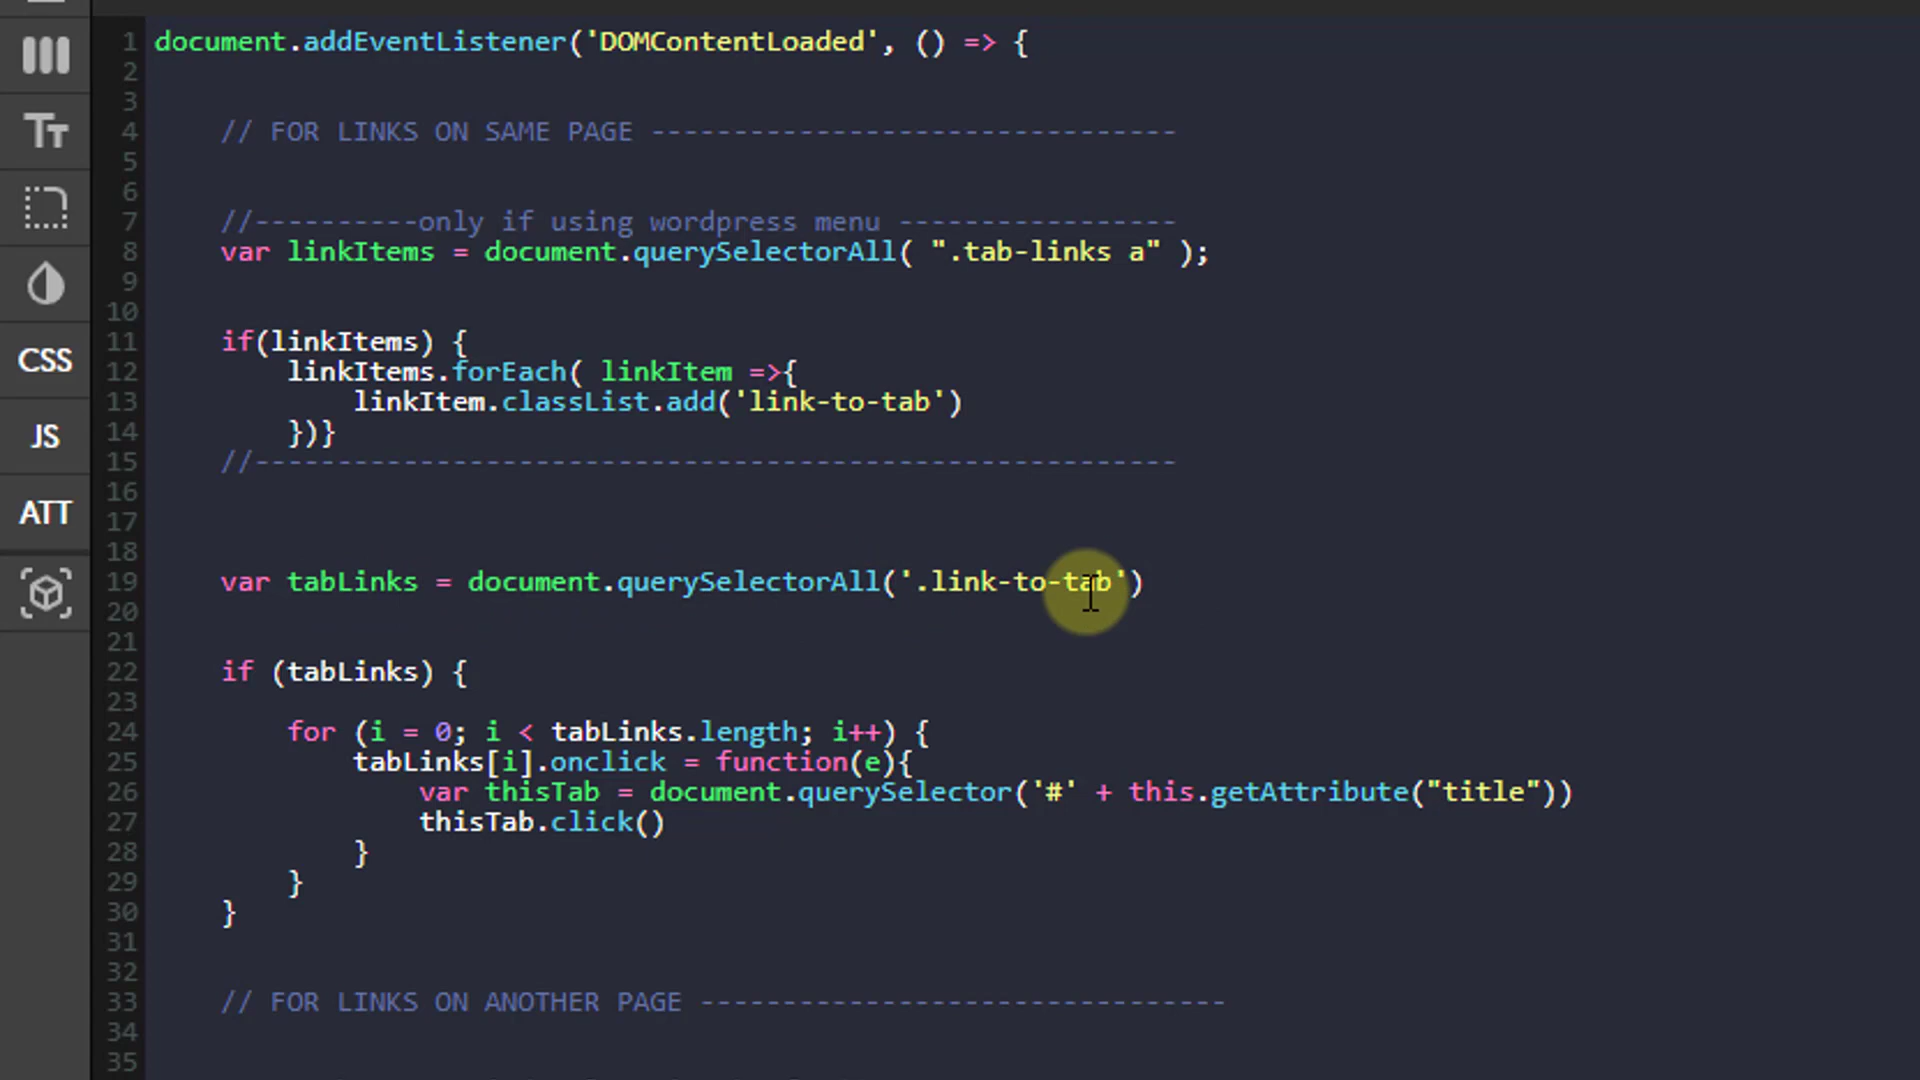 1 document.addEventListener('DOMContentLoaded', () => {
2
3
4 // FOR LINKS ON SAME PAGE --------------------------------
5
6
7 //----------only if using wordpress menu -----------------
8 var linkItems = document.querySelectorAll( ".tab-links a" );
9
10
11 if(linkItems) {
12 linkItems.forEach( linkItem =>{
13 linkItem.classList.add('link-to-tab')
14 })}
15 //--------------------------------------------------------
16
17
18
19 var tabLinks = document.querySelectorAll('.link-to-tab')
20
21
22 if (tabLinks) {
23
24 for (i = 0; i < tabLinks.length; i++) {
25 tabLinks[i].onclick = function(e){
26 var thisTab = document.querySelector('#' + this.getAttribute("title"))
27 thisTab.click()
28 }
29 }
30 }
31
32
33 // FOR LINKS ON ANOTHER PAGE --------------------------------
34
35
TT
CSS
JS
ATT